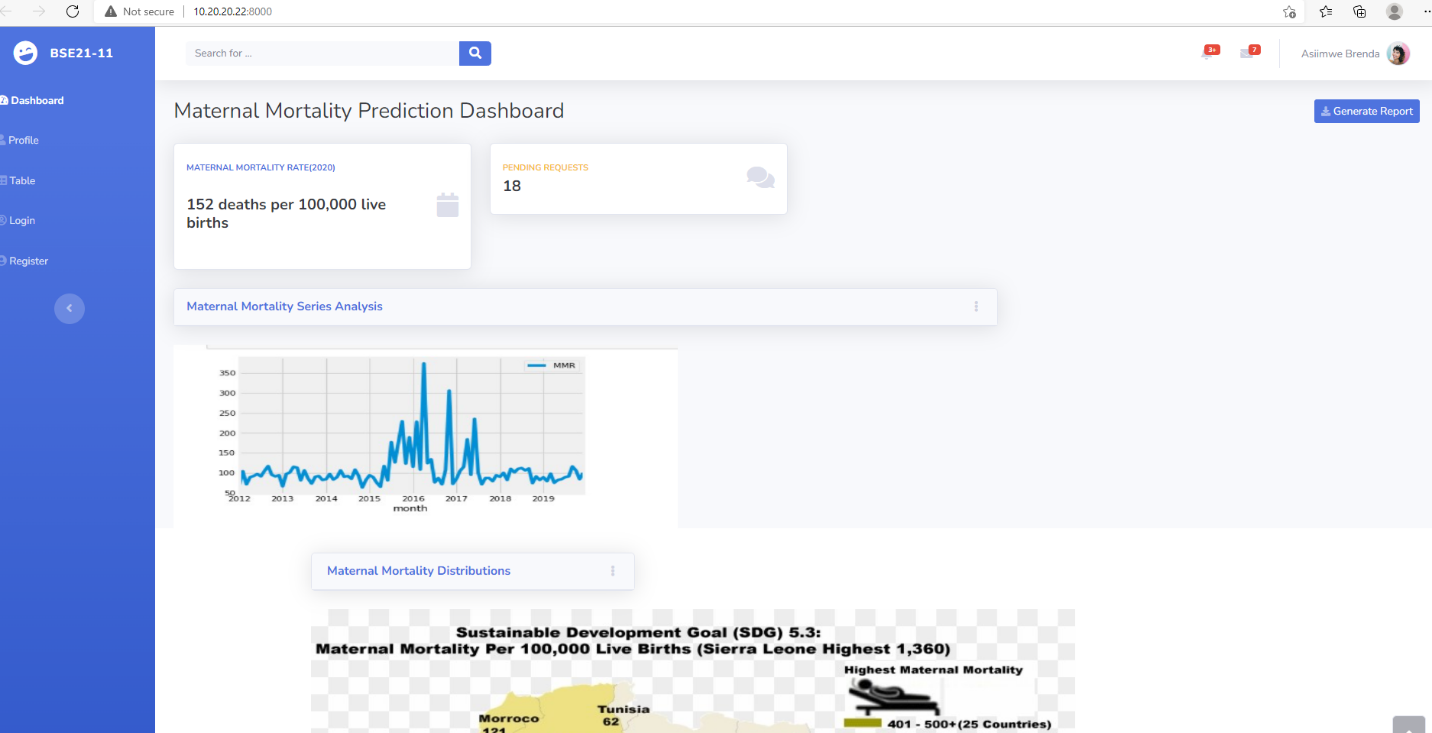 Not secure
10.20.20.22:8000
BSE21-11
Search for ...
3+
7
Asiimwe Brenda
Dashboard
Profile
Table
Login
Register
Maternal Mortality Prediction Dashboard
Generate Report
MATERNAL MORTALITY RATE(2020)
152 deaths per 100,000 live
births
PENDING REQUESTS
18
Maternal Mortality Series Analysis
MMR
350
300
250
200
150
100
50
2012 2013 2014 2015 2016 2017 2018 2019
month
Maternal Mortality Distributions
Sustainable Development Goal (SDG) 5.3:
Maternal Mortality Per 100,000 Live Births (Sierra Leone Highest 1,360)
Highest Maternal Mortality
401 - 500+(25 Countries)
Tunisia
62
Morroco
121